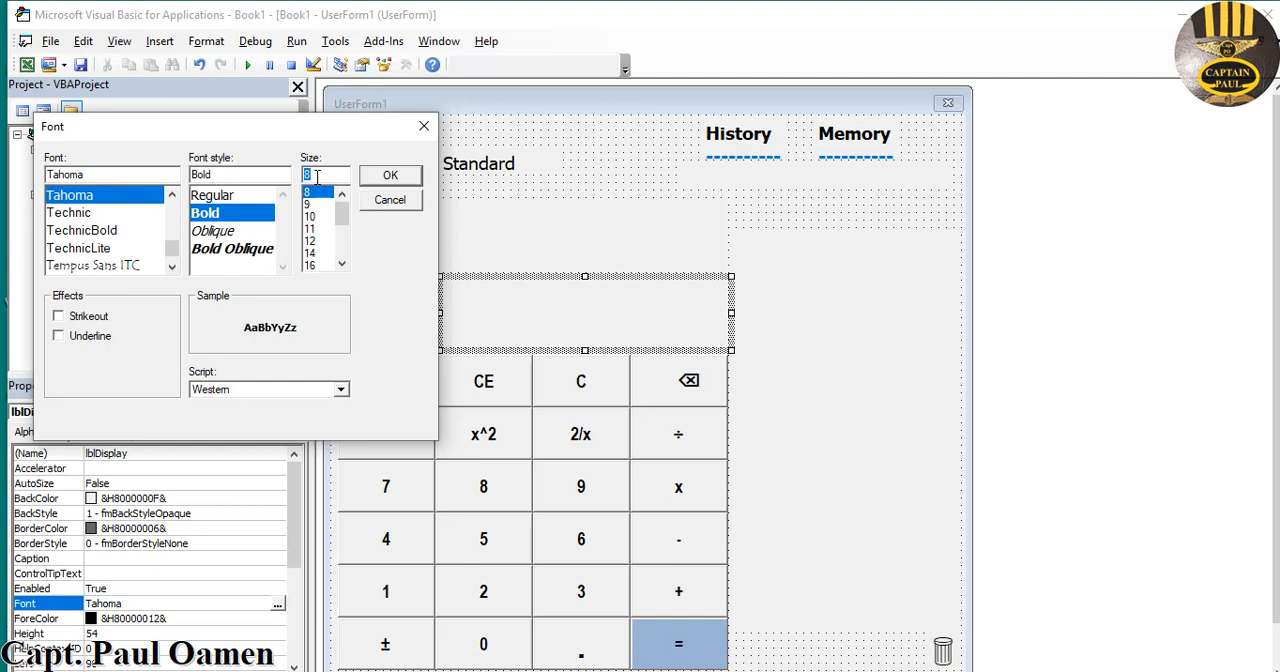 Microsoft Visual Basic for Applications - Book1 - [Book1 - UserForm1 (UserForm)]
File Edit View Insert Format Debug Run Tools Add-Ins Window Help
Project - VBAProject
CAPTAIN
PAUL
UserForm1
Font
History Memory
Standard
Font: Font style: Size:
Tahoma Bold 8 OK
Tahoma Regular 8
Technic Bold 9 Cancel
TechnicBold Oblique 10
TechnicLite Bold Oblique 11
Tempus Sans ITC 12
14
16
Effects Sample
Strikeout
Underline
AaBbYyZz
Script:
Western
CE C
x^2 2/x ÷
7 8 9 x
4 5 6 -
1 2 3 +
± 0 . =
Prop
lblDi
Alph
(Name) lblDisplay
Accelerator
AutoSize False
BackColor &H8000000F&
BackStyle 1 - fmBackStyleOpaque
BorderColor &H80000006&
BorderStyle 0 - fmBorderStyleNone
Caption
ControlTipText
Enabled True
Font Tahoma ...
ForeColor &H80000012&
Height 54
Capt. Paul Oamen